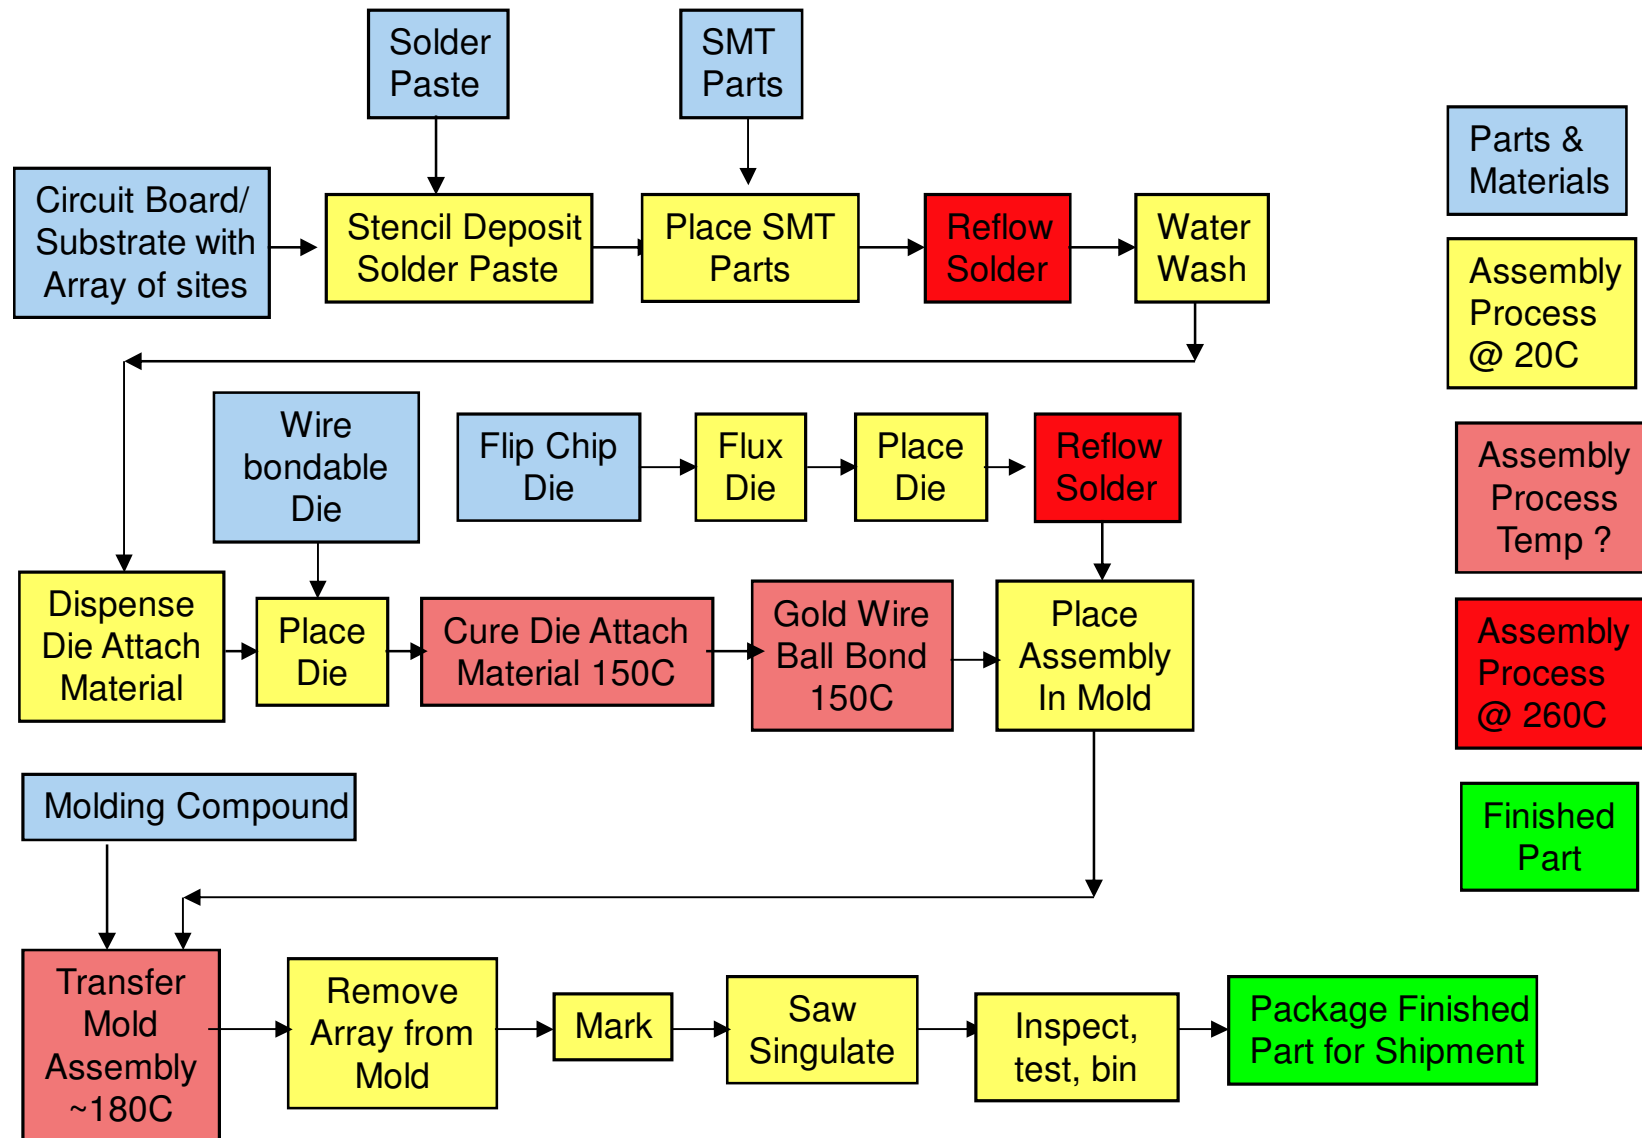 Solder
Paste
SMT
Parts
Circuit Board/
Substrate with
Array of sites
Stencil Deposit
Solder Paste
Place SMT
Parts
Reflow
Solder
Water
Wash
Wire
bondable
Die
Flip Chip
Die
Flux
Die
Place
Die
Reflow
Solder
Dispense
Die Attach
Material
Place
Die
Cure Die Attach
Material 150C
Gold Wire
Ball Bond
150C
Place
Assembly
In Mold
Molding Compound
Transfer
Mold
Assembly
~180C
Remove
Array from
Mold
Mark
Saw
Singulate
Inspect,
test, bin
Package Finished
Part for Shipment
Parts &
Materials
Assembly
Process
@ 20C
Assembly
Process
Temp ?
Assembly
Process
@ 260C
Finished
Part